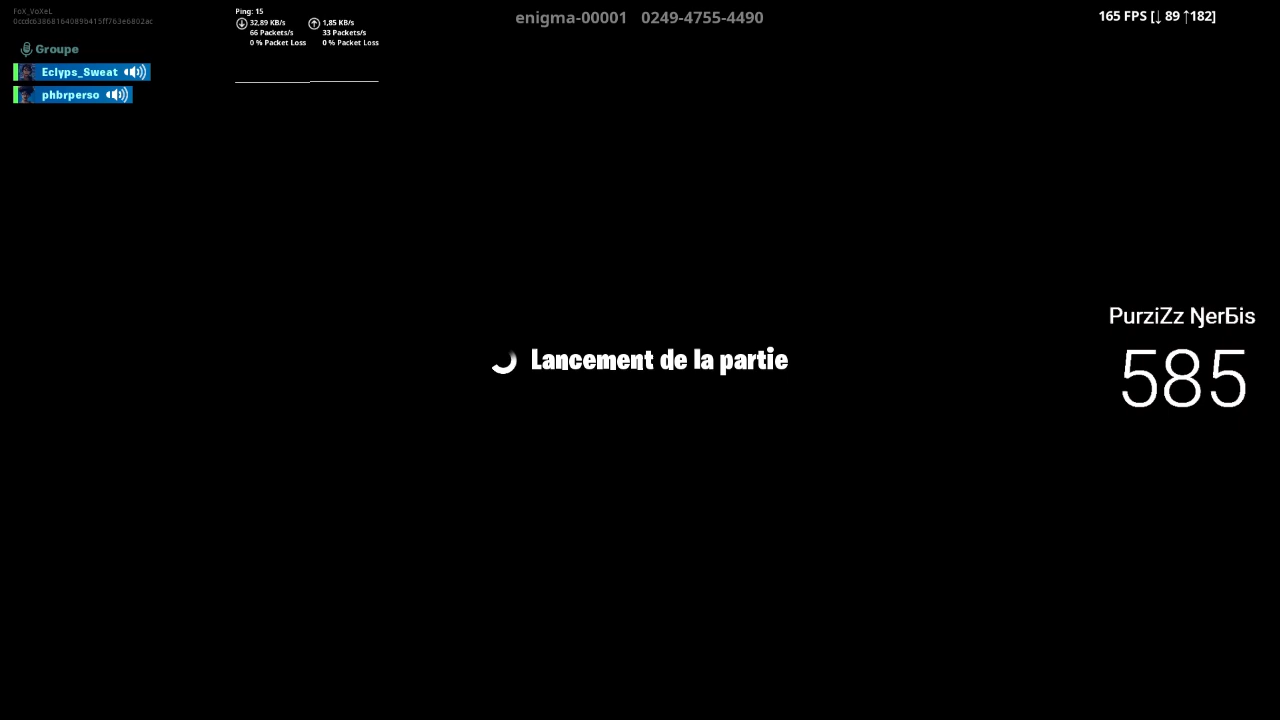 FoX_VoXeL
0ccdc63868164089b415ff763e6802ac
Groupe
Eclyps_Sweat
phbrperso
Ping: 15
32,89 KB/s 1,85 KB/s
66 Packets/s 33 Packets/s
0 % Packet Loss 0 % Packet Loss
enigma-00001 0249-4755-4490
165 FPS [↓ 89 ↑182]
Lancement de la partie
PurziZz ŊerБis
585